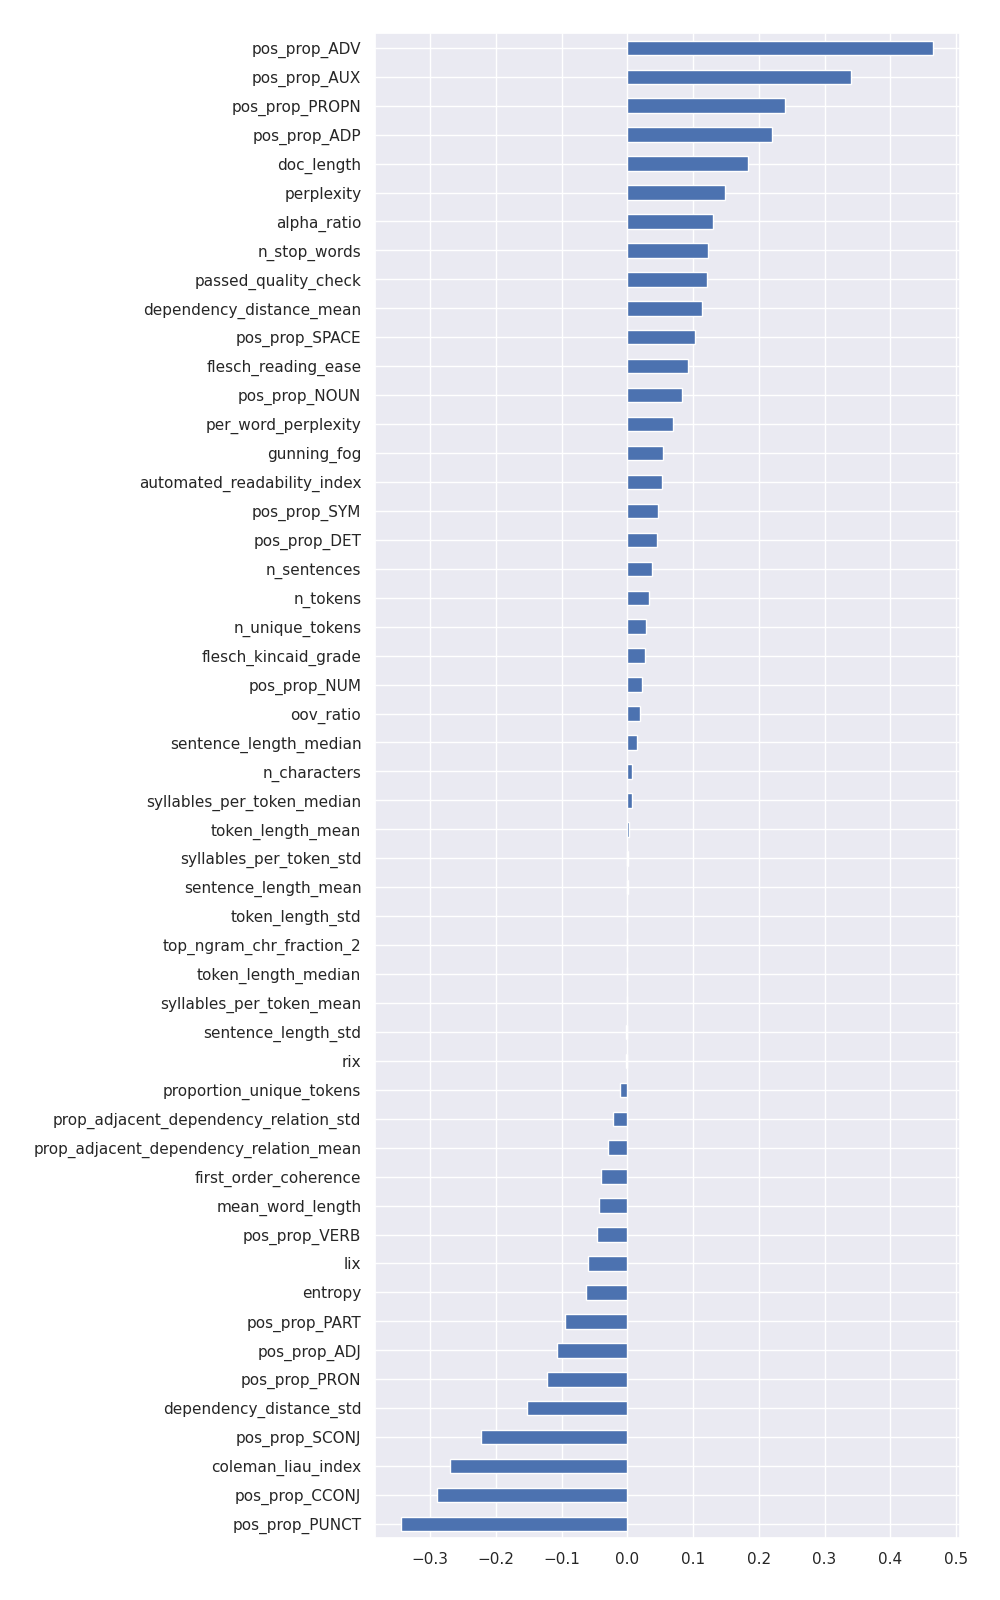 pos_prop_ADV
pos_prop_AUX
pos_prop_PROPN
pos_prop_ADP
doc_length
perplexity
alpha_ratio
n_stop_words
passed_quality_check
dependency_distance_mean
pos_prop_SPACE
flesch_reading_ease
pos_prop_NOUN
per_word_perplexity
gunning_fog
automated_readability_index
pos_prop_SYM
pos_prop_DET
n_sentences
n_tokens
n_unique_tokens
flesch_kincaid_grade
pos_prop_NUM
oov_ratio
sentence_length_median
n_characters
syllables_per_token_median
token_length_mean
syllables_per_token_std
sentence_length_mean
token_length_std
top_ngram_chr_fraction_2
token_length_median
syllables_per_token_mean
sentence_length_std
rix
proportion_unique_tokens
prop_adjacent_dependency_relation_std
prop_adjacent_dependency_relation_mean
first_order_coherence
mean_word_length
pos_prop_VERB
lix
entropy
pos_prop_PART
pos_prop_ADJ
pos_prop_PRON
dependency_distance_std
pos_prop_SCONJ
coleman_liau_index
pos_prop_CCONJ
pos_prop_PUNCT
−0.3 −0.2 −0.1 0.0 0.1 0.2 0.3 0.4 0.5